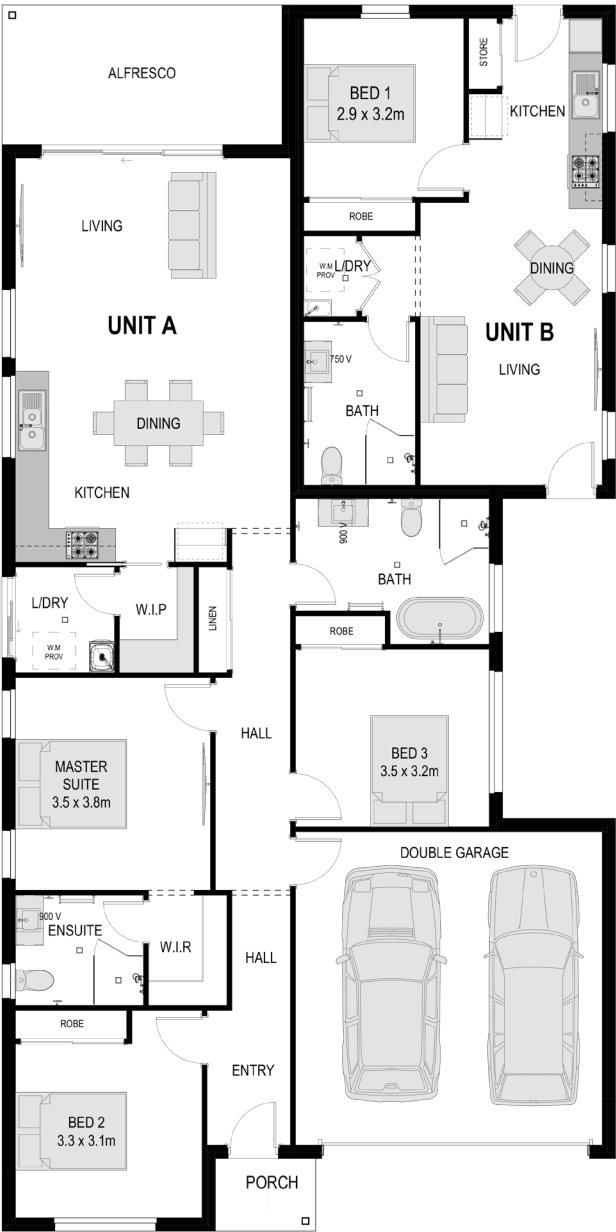 ALFRESCO
STORE
BED 1
2.9 x 3.2m
KITCHEN
ROBE
LIVING
W.M
PROV
L/DRY
DINING
UNIT A
UNIT B
750 V
LIVING
BATH
DINING
KITCHEN
900 V
BATH
L/DRY
W.I.P
LINEN
W.M
PROV
ROBE
HALL
MASTER
SUITE
3.5 x 3.8m
BED 3
3.5 x 3.2m
DOUBLE GARAGE
900 V
ENSUITE
W.I.R
HALL
ROBE
ENTRY
BED 2
3.3 x 3.1m
PORCH